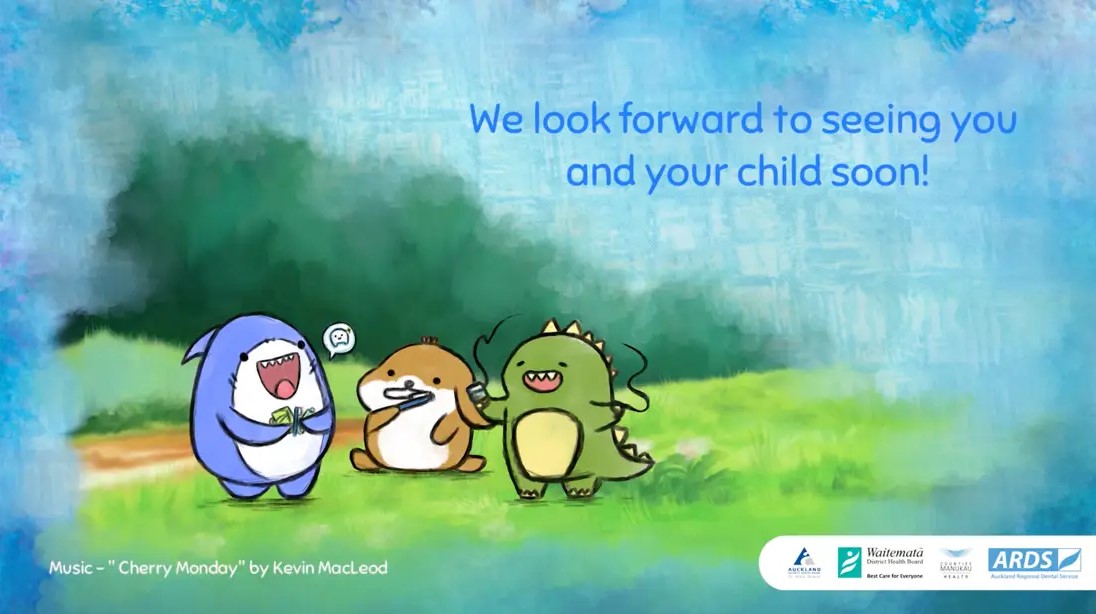 We look forward to seeing you
and your child soon!
Music - " Cherry Monday" by Kevin MacLeod
AUCKLAND
Waitematā
District Health Board
Best Care for Everyone
COUNTIES
MANUKAU
HEALTH
ARDS
Auckland Regional Dental Service